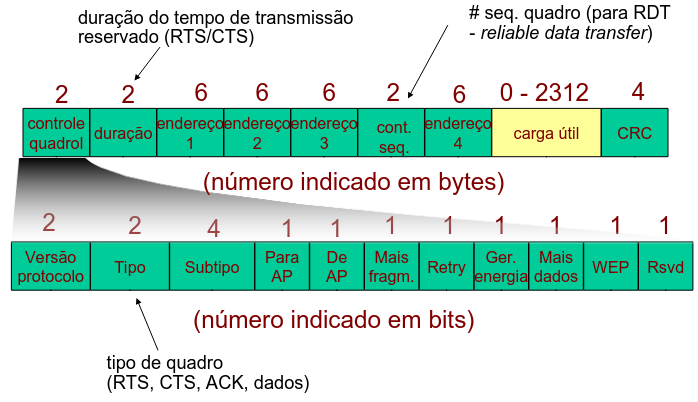 duração do tempo de transmissão
reservado (RTS/CTS)
# seq. quadro (para RDT
- reliable data transfer)
2 2 6 6 6 2 6 0 - 2312 4
controle quadrol duração endereço 1 endereço 2 endereço 3 cont. seq. endereço 4 carga útil CRC
(número indicado em bytes)
2 2 4 1 1 1 1 1 1 1 1
Versão protocolo Tipo Subtipo Para AP De AP Mais fragm. Retry Ger. energia Mais dados WEP Rsvd
(número indicado em bits)
tipo de quadro
(RTS, CTS, ACK, dados)